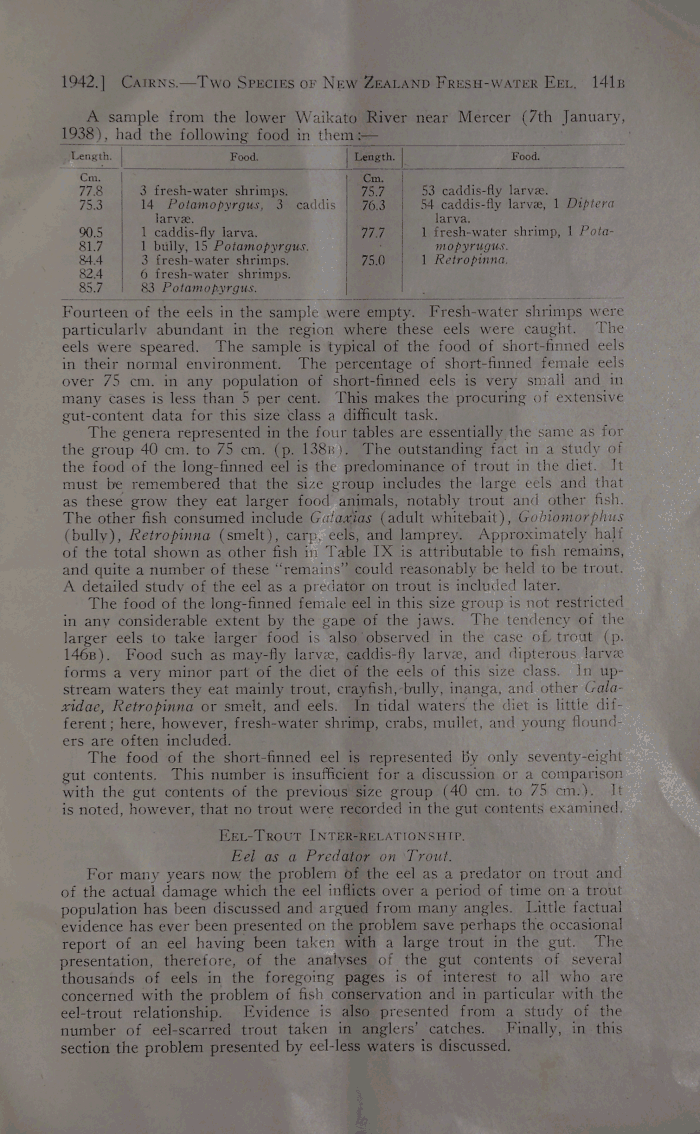 1942.] CAIRNS.—TWO SPECIES OF NEW ZEALAND FRESH-WATER EEL. 141B
A sample from the lower Waikato River near Mercer (7th January,
1938), had the following food in them:—
Length. Food. Length. Food.
Cm. Cm.
77.8 3 fresh-water shrimps. 75.7 53 caddis-fly larvæ.
75.3 14 Potamopyrgus, 3 caddis 76.3 54 caddis-fly larvæ, 1 Diptera
larvæ. larva.
90.5 1 caddis-fly larva. 77.7 1 fresh-water shrimp, 1 Pota-
81.7 1 bully, 15 Potamopyrgus. mopyrugus.
84.4 3 fresh-water shrimps. 75.0 1 Retropinna.
82.4 6 fresh-water shrimps.
85.7 83 Potamopyrgus.
Fourteen of the eels in the sample were empty. Fresh-water shrimps were
particularly abundant in the region where these eels were caught. The
eels were speared. The sample is typical of the food of short-finned eels
in their normal environment. The percentage of short-finned female eels
over 75 cm. in any population of short-finned eels is very small and in
many cases is less than 5 per cent. This makes the procuring of extensive
gut-content data for this size class a difficult task.
The genera represented in the four tables are essentially the same as for
the group 40 cm. to 75 cm. (p. 138B). The outstanding fact in a study of
the food of the long-finned eel is the predominance of trout in the diet. It
must be remembered that the size group includes the large eels and that
as these grow they eat larger food animals, notably trout and other fish.
The other fish consumed include Galaxias (adult whitebait), Gobiomorphus
(bully), Retropinna (smelt), carp, eels, and lamprey. Approximately half
of the total shown as other fish in Table IX is attributable to fish remains,
and quite a number of these "remains" could reasonably be held to be trout.
A detailed study of the eel as a predator on trout is included later.
The food of the long-finned female eel in this size group is not restricted
in any considerable extent by the gape of the jaws. The tendency of the
larger eels to take larger food is also observed in the case of trout (p.
146B). Food such as may-fly larvæ, caddis-fly larvæ, and dipterous larvæ
forms a very minor part of the diet of the eels of this size class. In up-
stream waters they eat mainly trout, crayfish, bully, inanga, and other Gala-
xidae, Retropinna or smelt, and eels. In tidal waters the diet is little dif-
ferent; here, however, fresh-water shrimp, crabs, mullet, and young flound-
ers are often included.
The food of the short-finned eel is represented by only seventy-eight
gut contents. This number is insufficient for a discussion or a comparison
with the gut contents of the previous size group (40 cm. to 75 cm.). It
is noted, however, that no trout were recorded in the gut contents examined.
EEL-TROUT INTER-RELATIONSHIP.
Eel as a Predator on Trout.
For many years now the problem of the eel as a predator on trout and
of the actual damage which the eel inflicts over a period of time on a trout
population has been discussed and argued from many angles. Little factual
evidence has ever been presented on the problem save perhaps the occasional
report of an eel having been taken with a large trout in the gut. The
presentation, therefore, of the analyses of the gut contents of several
thousands of eels in the foregoing pages is of interest to all who are
concerned with the problem of fish conservation and in particular with the
eel-trout relationship. Evidence is also presented from a study of the
number of eel-scarred trout taken in anglers' catches. Finally, in this
section the problem presented by eel-less waters is discussed.